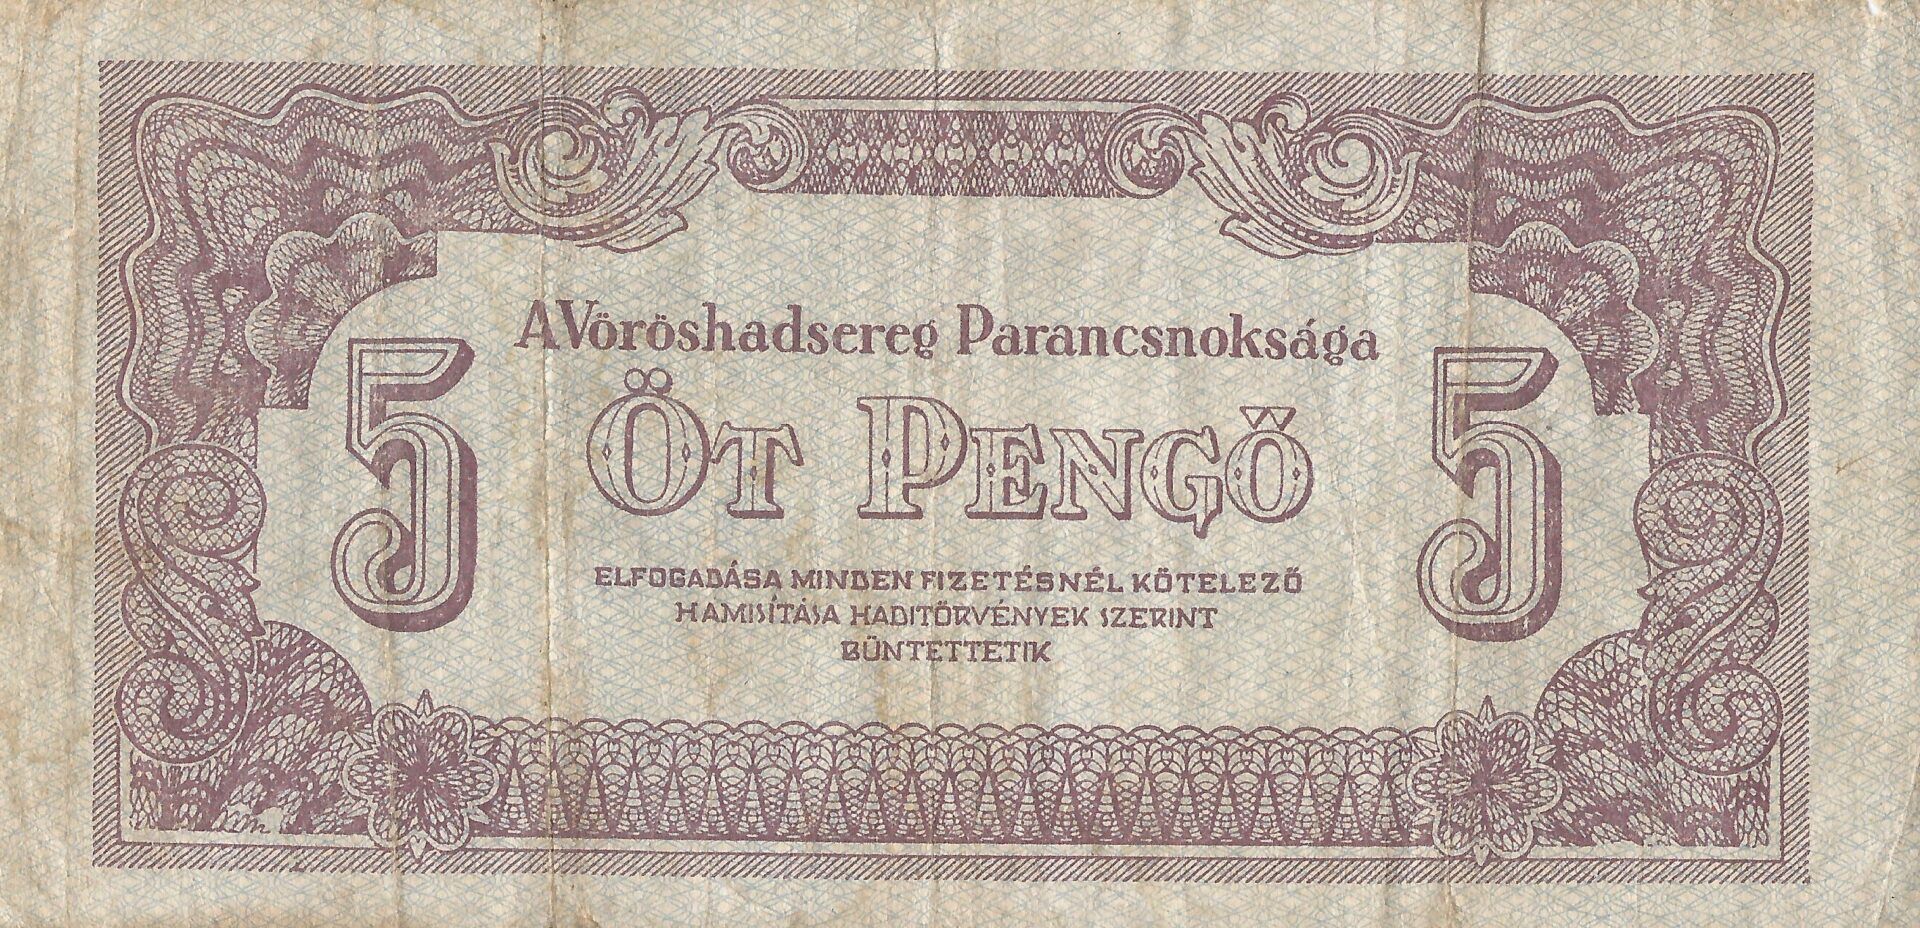 A Vöröshadsereg Parancsnoksága
5 ÖT PENGŐ 5
ELFOGADÁSA MINDEN FIZETÉSNÉL KÖTELEZŐ
HAMISÍTÁSA HADITÖRVÉNYEK SZERINT
BÜNTETTETIK